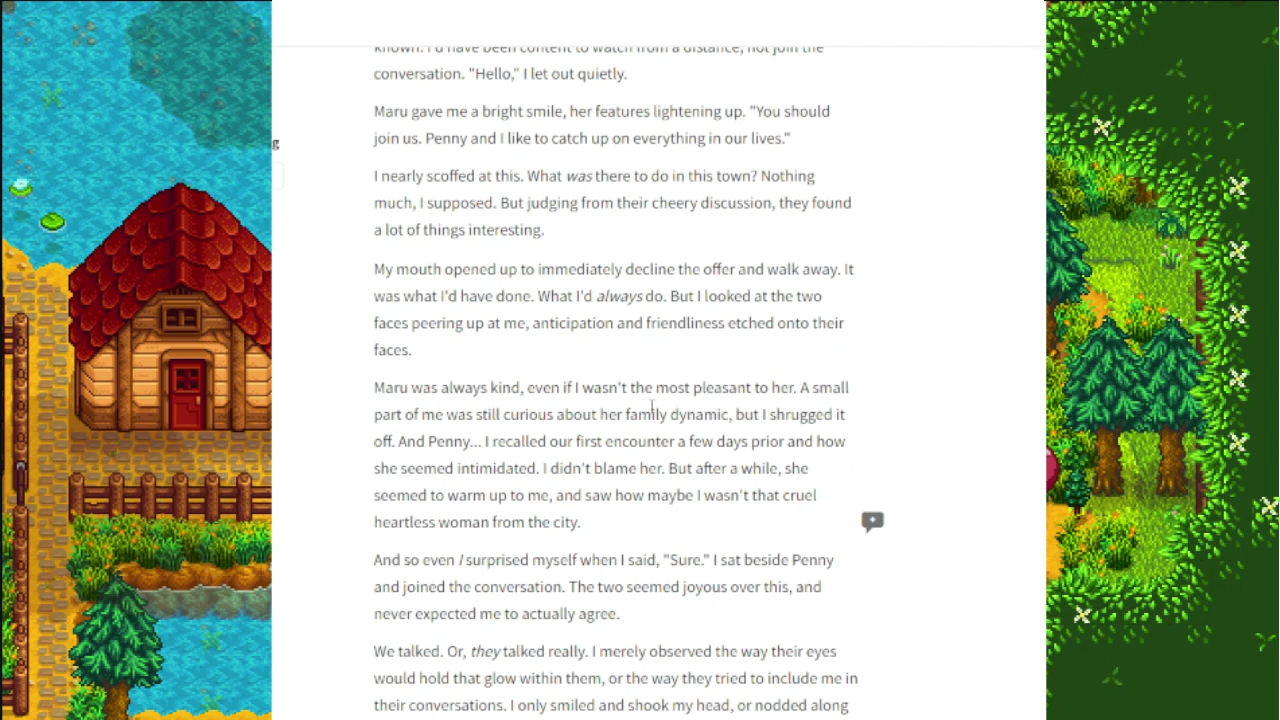 known. I'd have been content to watch from a distance, not join the
conversation. "Hello," I let out quietly.
g
Maru gave me a bright smile, her features lightening up. "You should
join us. Penny and I like to catch up on everything in our lives."
I nearly scoffed at this. What was there to do in this town? Nothing
much, I supposed. But judging from their cheery discussion, they found
a lot of things interesting.
My mouth opened up to immediately decline the offer and walk away. It
was what I'd have done. What I'd always do. But I looked at the two
faces peering up at me, anticipation and friendliness etched onto their
faces.
Maru was always kind, even if I wasn't the most pleasant to her. A small
part of me was still curious about her family dynamic, but I shrugged it
off. And Penny... I recalled our first encounter a few days prior and how
she seemed intimidated. I didn't blame her. But after a while, she
seemed to warm up to me, and saw how maybe I wasn't that cruel
heartless woman from the city.
And so even I surprised myself when I said, "Sure." I sat beside Penny
and joined the conversation. The two seemed joyous over this, and
never expected me to actually agree.
We talked. Or, they talked really. I merely observed the way their eyes
would hold that glow within them, or the way they tried to include me in
their conversations. I only smiled and shook my head, or nodded along